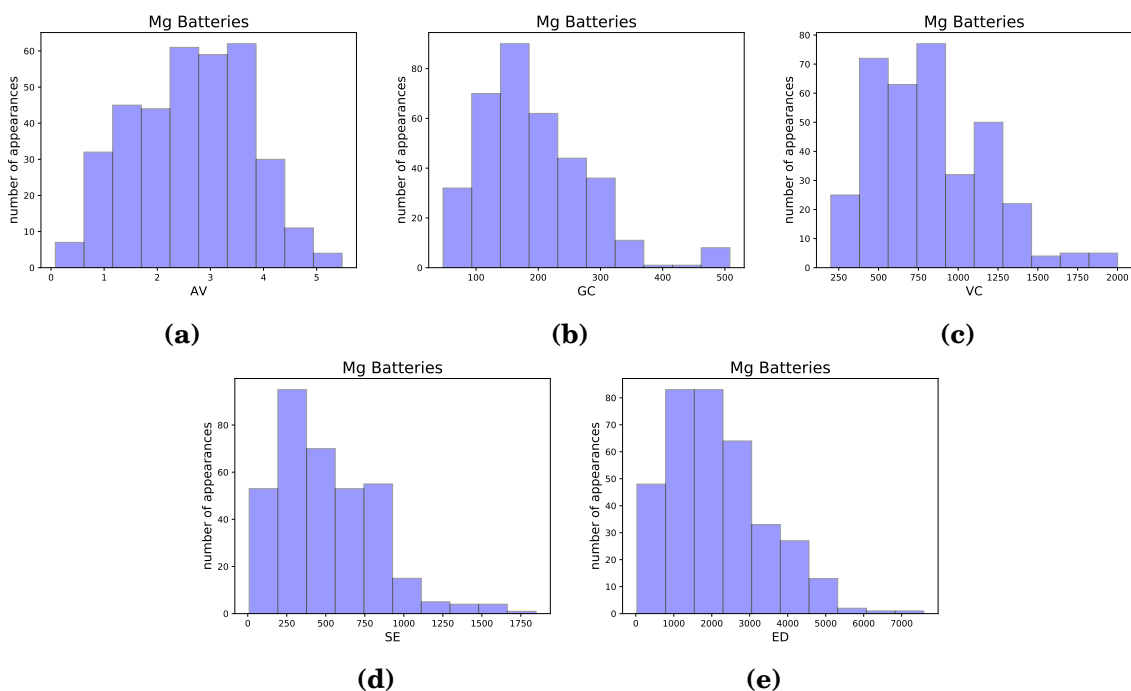 Mg Batteries
number of appearances
60
50
40
30
20
10
0
0 1 2 3 4 5
AV
(a)
Mg Batteries
number of appearances
80
60
40
20
0
100 200 300 400 500
GC
(b)
Mg Batteries
number of appearances
80
70
60
50
40
30
20
10
0
250 500 750 1000 1250 1500 1750 2000
VC
(c)
Mg Batteries
number of appearances
80
60
40
20
0
0 250 500 750 1000 1250 1500 1750
SE
(d)
Mg Batteries
number of appearances
80
70
60
50
40
30
20
10
0
0 1000 2000 3000 4000 5000 6000 7000
ED
(e)